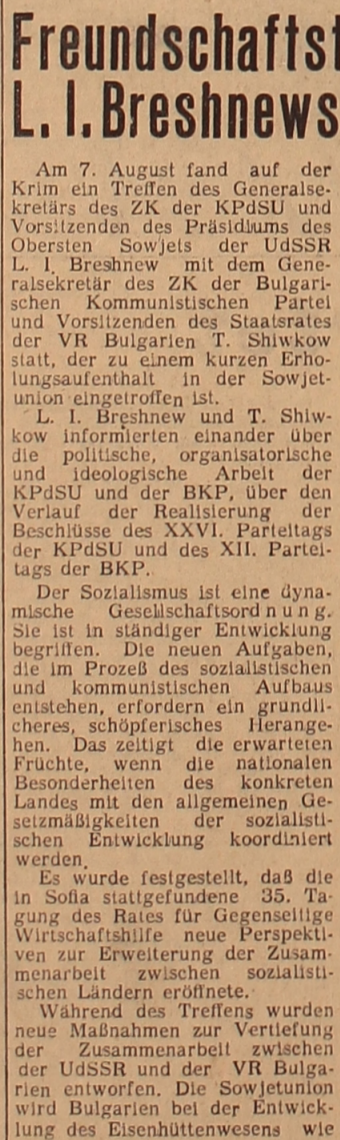 Freundschaftst
L. I. Breshnews
Am 7. August fand auf der
Krim ein Treffen des Generalse-
kretärs des ZK der KPdSU und
Vorsitzenden des Präsidiums des
Obersten Sowjets der UdSSR
L. I. Breshnew mit dem Gene-
ralsekretär des ZK der Bulgari-
schen Kommunistischen Partei
und Vorsitzenden des Staatsrates
der VR Bulgarien T. Shiwkow
statt, der zu einem kurzen Erho-
lungsaufenthalt in der Sowjet-
union eingetroffen ist.
L. I. Breshnew und T. Shiw-
kow informierten einander über
die politische, organisatorische
und ideologische Arbeit der
KPdSU und der BKP, über den
Verlauf der Realisierung der
Beschlüsse des XXVI. Parteitags
der KPdSU und des XII. Partei-
tags der BKP.
Der Sozialismus ist eine dyna-
mische Gesellschaftsordnung.
Sie ist in ständiger Entwicklung
begriffen. Die neuen Aufgaben,
die im Prozeß des sozialistischen
und kommunistischen Aufbaus
entstehen, erfordern ein gründli-
cheres, schöpferisches Herange-
hen. Das zeitigt die erwarteten
Früchte, wenn die nationalen
Besonderheiten des konkreten
Landes mit den allgemeinen Ge-
setzmäßigkeiten der sozialisti-
schen Entwicklung koordiniert
werden.
Es wurde festgestellt, daß die
in Sofia stattgefundene 35. Ta-
gung des Rates für Gegenseitige
Wirtschaftshilfe neue Perspekti-
ven zur Erweiterung der Zusam-
menarbeit zwischen sozialisti-
schen Ländern eröffnete.
Während des Treffens wurden
neue Maßnahmen zur Vertiefung
der Zusammenarbeit zwischen
der UdSSR und der VR Bulga-
rien entworfen. Die Sowjetunion
wird Bulgarien bei der Entwick-
lung des Eisenhüttenwesens wie